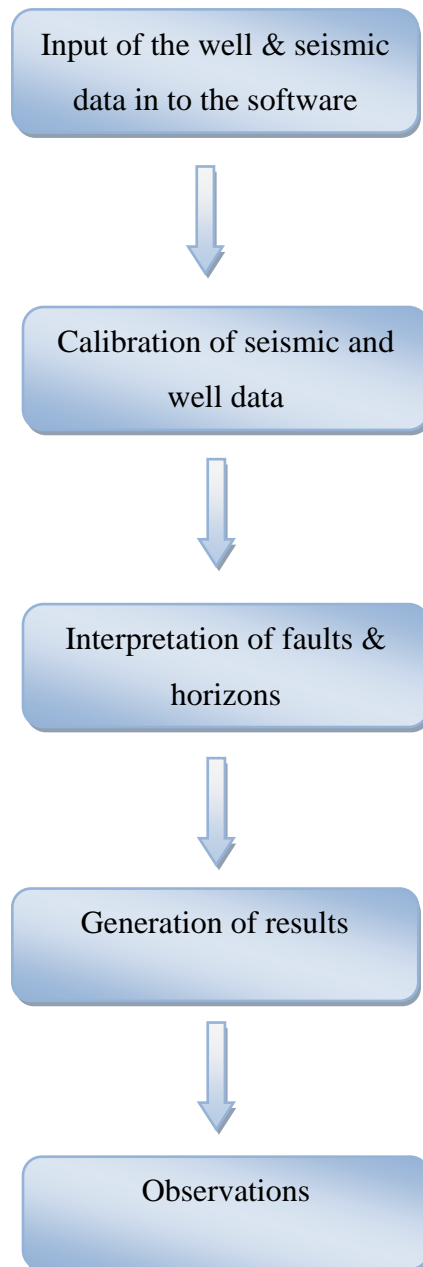 Input of the well & seismic
data in to the software
Calibration of seismic and
well data
Interpretation of faults &
horizons
Generation of results
Observations